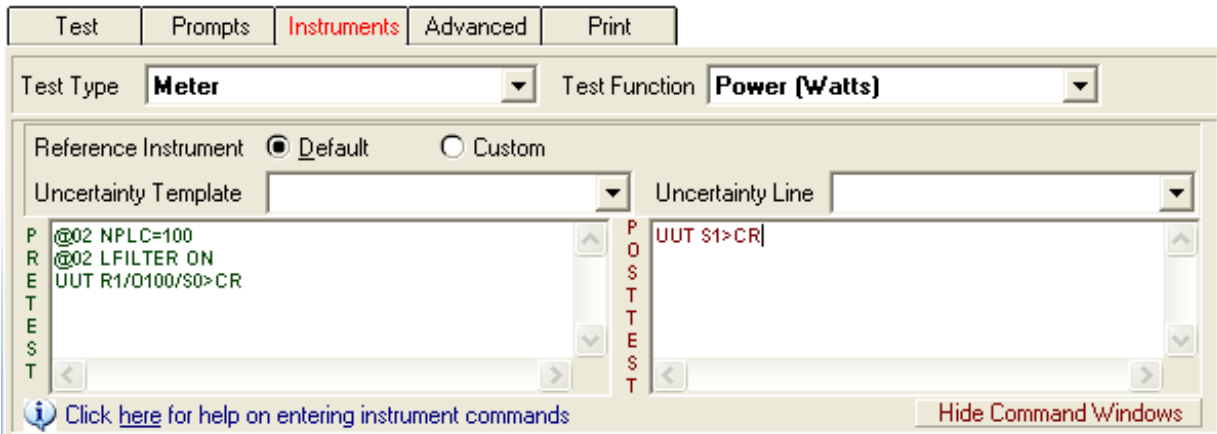 Test Prompts Instruments Advanced Print
Test Type Meter Test Function Power (Watts)
Reference Instrument Default Custom
Uncertainty Template Uncertainty Line
PRETEST
@02 NPLC=100
@02 LFILTER ON
UUT R1/O100/S0>CR
POSTTEST
UUT S1>CR
Click here for help on entering instrument commands
Hide Command Windows